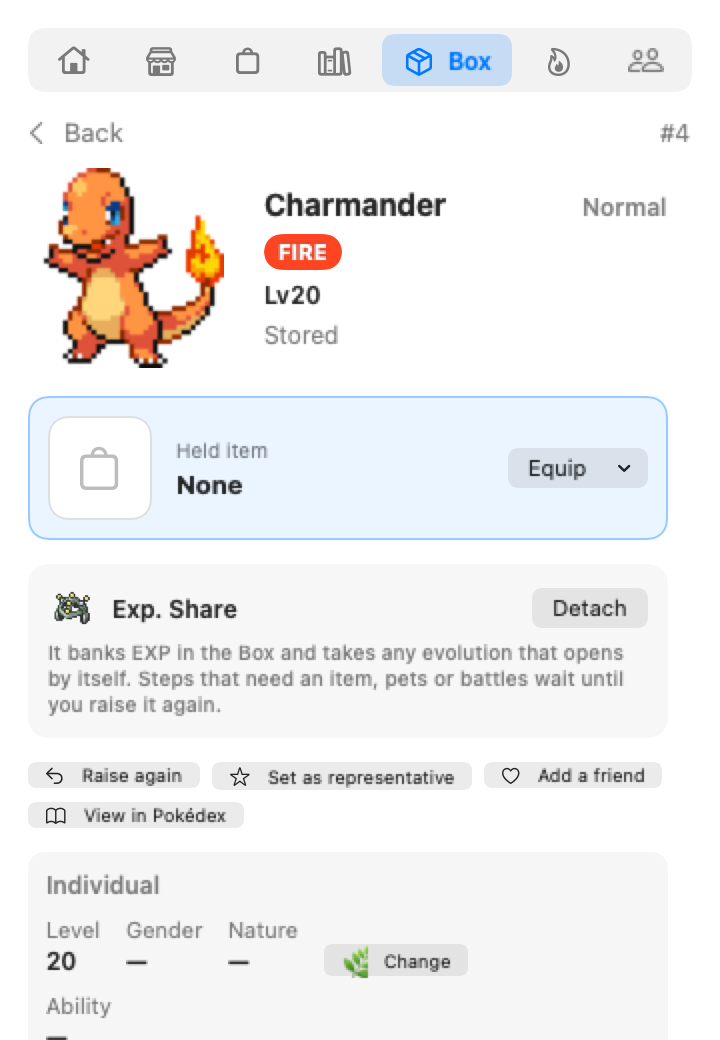 Box
Back
#4
Charmander
Normal
FIRE
Lv20
Stored
Held item
None
Equip
Exp. Share
Detach
It banks EXP in the Box and takes any evolution that opens
by itself. Steps that need an item, pets or battles wait until
you raise it again.
Raise again
Set as representative
Add a friend
View in Pokédex
Individual
Level Gender Nature
20 — — Change
Ability
—